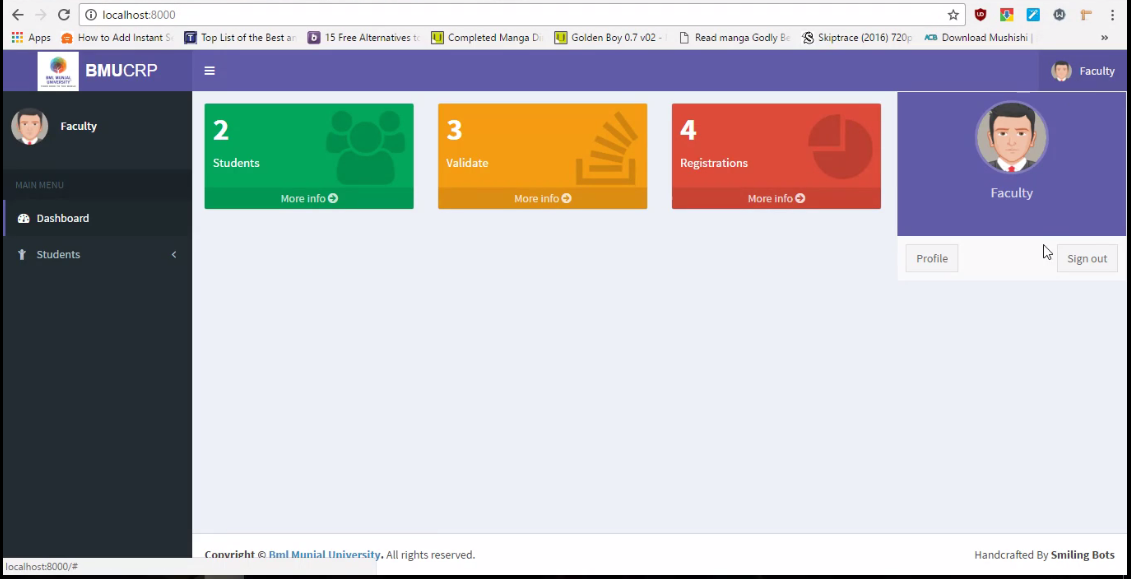 localhost:8000
Apps How to Add Instant S Top List of the Best an 15 Free Alternatives to Completed Manga D Golden Boy 0.7 v02 - Read manga Godly Be Skiptrace (2016) 720p Download Mushishi | »
BML MUNJAL
UNIVERSITY
BMUCRP
Faculty
Faculty
MAIN MENU
Dashboard
Students
2
Students
More info
3
Validate
More info
4
Registrations
More info
Faculty
Profile Sign out
Copyright © Bml Munjal University. All rights reserved.
Handcrafted By Smiling Bots
localhost:8000/#